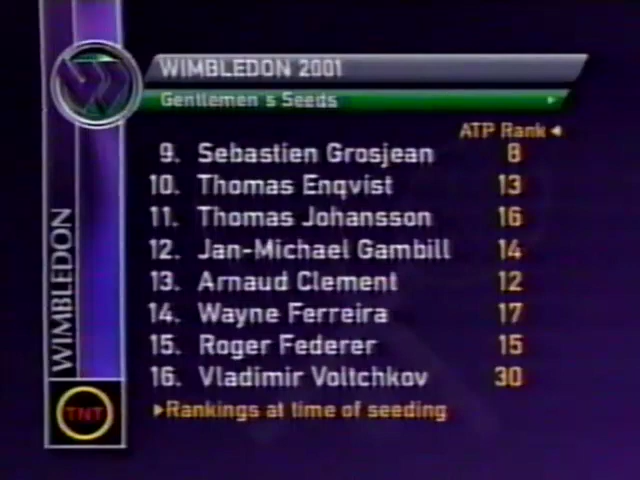 WIMBLEDON 2001
Gentlemen's Seeds
ATP Rank
9. Sebastien Grosjean 8
10. Thomas Enqvist 13
11. Thomas Johansson 16
12. Jan-Michael Gambill 14
13. Arnaud Clement 12
14. Wayne Ferreira 17
15. Roger Federer 15
16. Vladimir Voltchkov 30
Rankings at time of seeding
WIMBLEDON
TNT